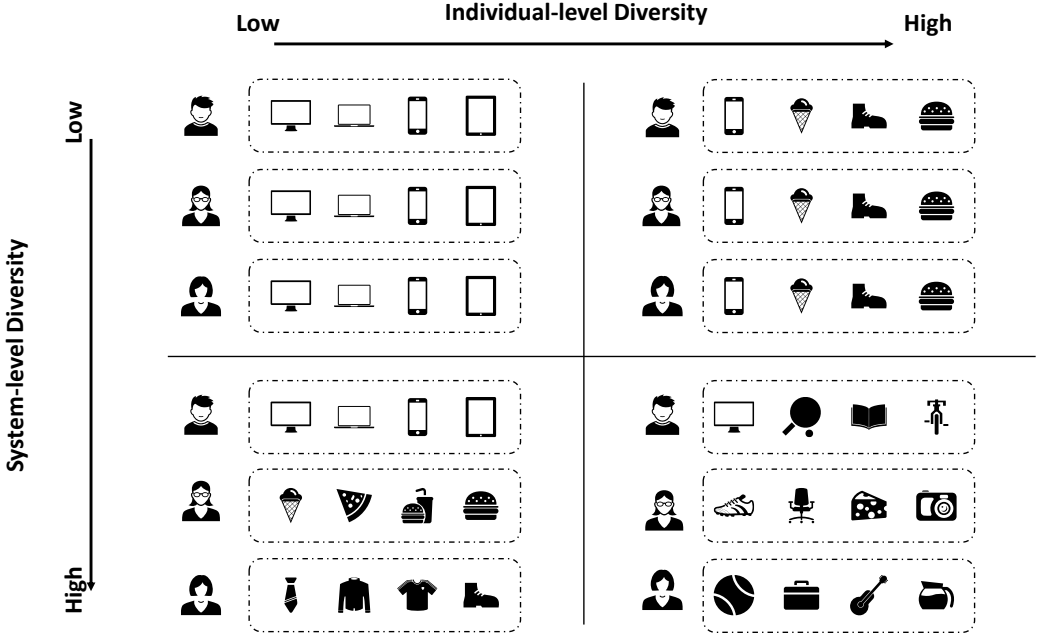 Individual-level Diversity
Low
High
Low
System-level Diversity
High